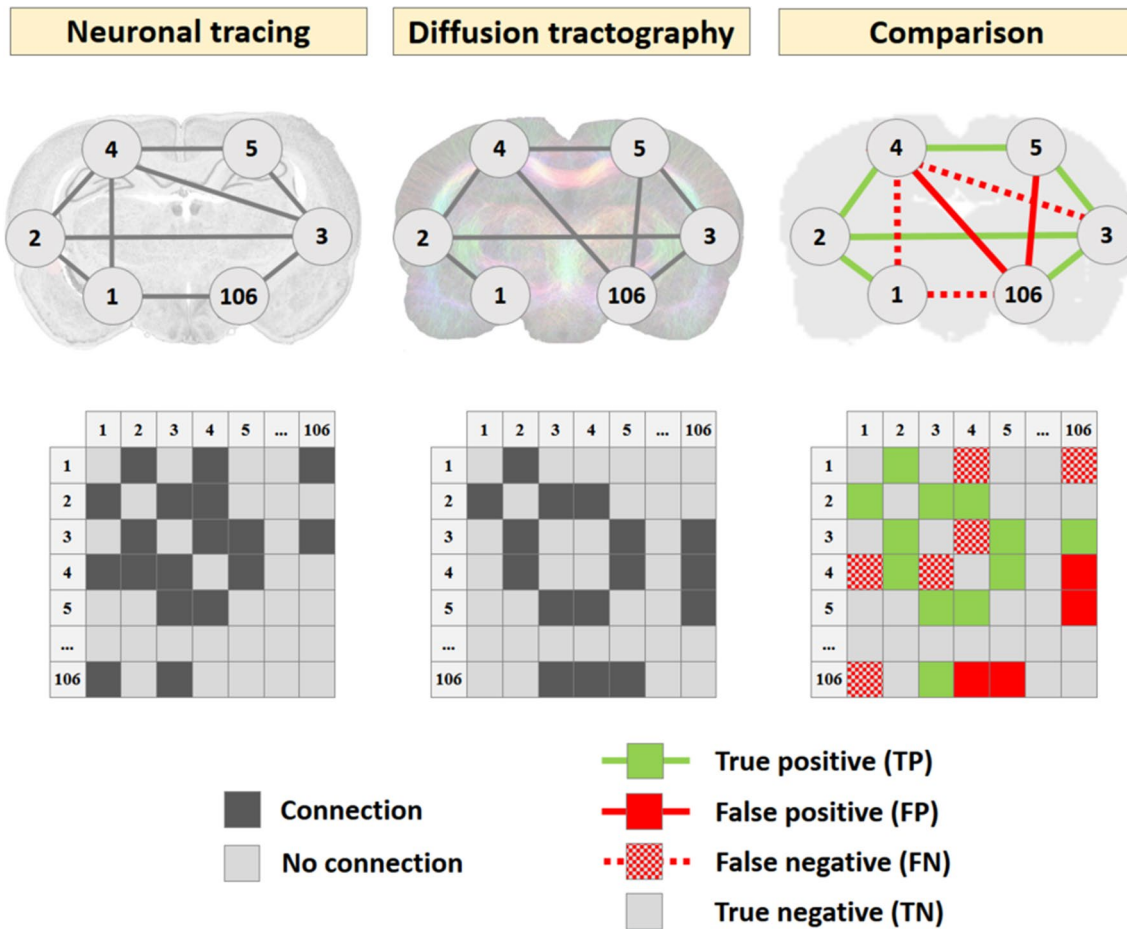 Neuronal tracing
Diffusion tractography
Comparison
4 5
2 3
1 106
4 5
2 3
1 106
4 5
2 3
1 106
1 2 3 4 5 ... 106
1
2
3
4
5
...
106
1 2 3 4 5 ... 106
1
2
3
4
5
...
106
1 2 3 4 5 ... 106
1
2
3
4
5
...
106
Connection
No connection
True positive (TP)
False positive (FP)
False negative (FN)
True negative (TN)